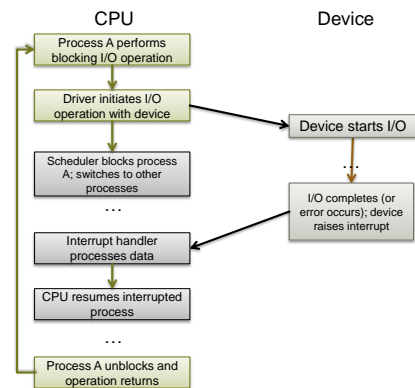 CPU
Device
Process A performs
blocking I/O operation
Driver initiates I/O
operation with device
Device starts I/O
Scheduler blocks process
A; switches to other
processes
...
...
I/O completes (or
error occurs); device
raises interrupt
Interrupt handler
processes data
CPU resumes interrupted
process
...
Process A unblocks and
operation returns